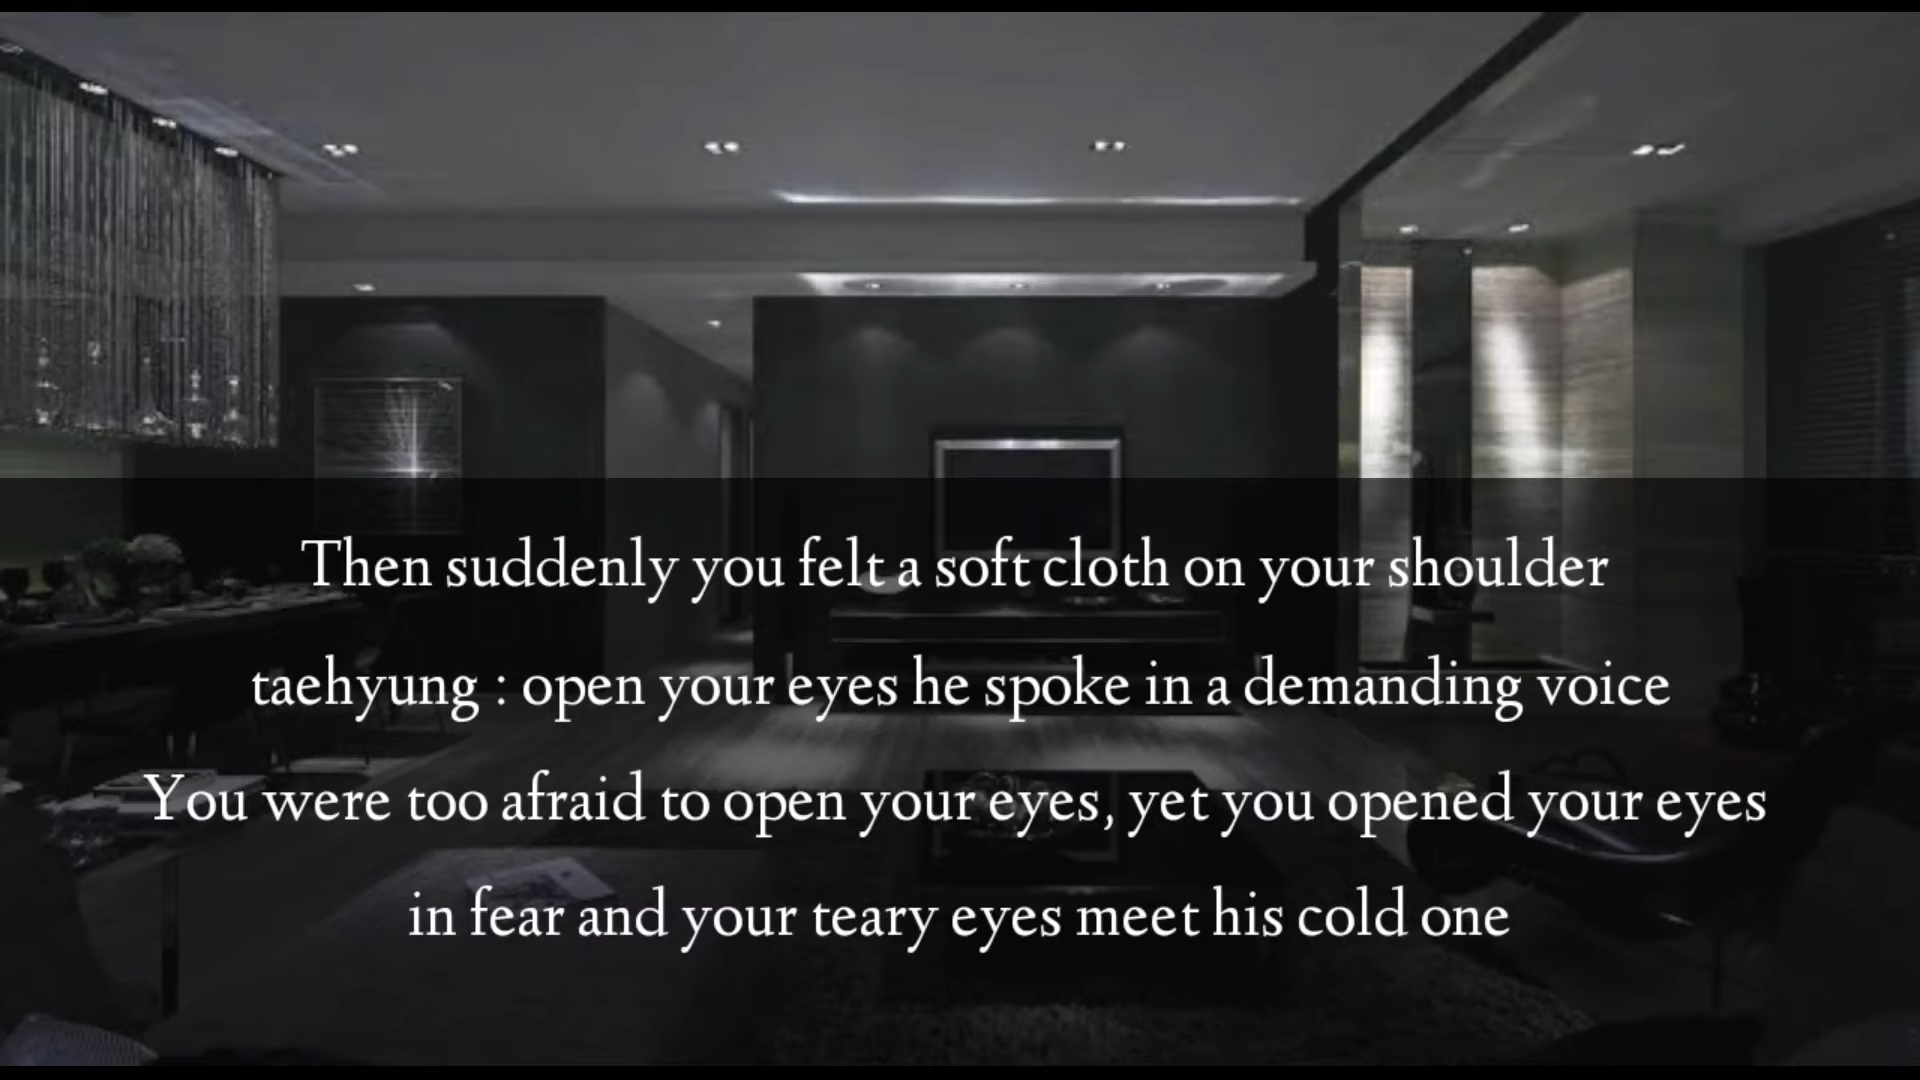 Then suddenly you felt a soft cloth on your shoulder
taehyung : open your eyes he spoke in a demanding voice
You were too afraid to open your eyes, yet you opened your eyes
in fear and your teary eyes meet his cold one